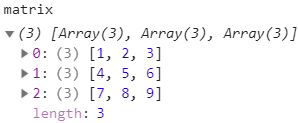 matrix
▼(3) [Array(3), Array(3), Array(3)]
▶0: (3) [1, 2, 3]
▶1: (3) [4, 5, 6]
▶2: (3) [7, 8, 9]
length: 3